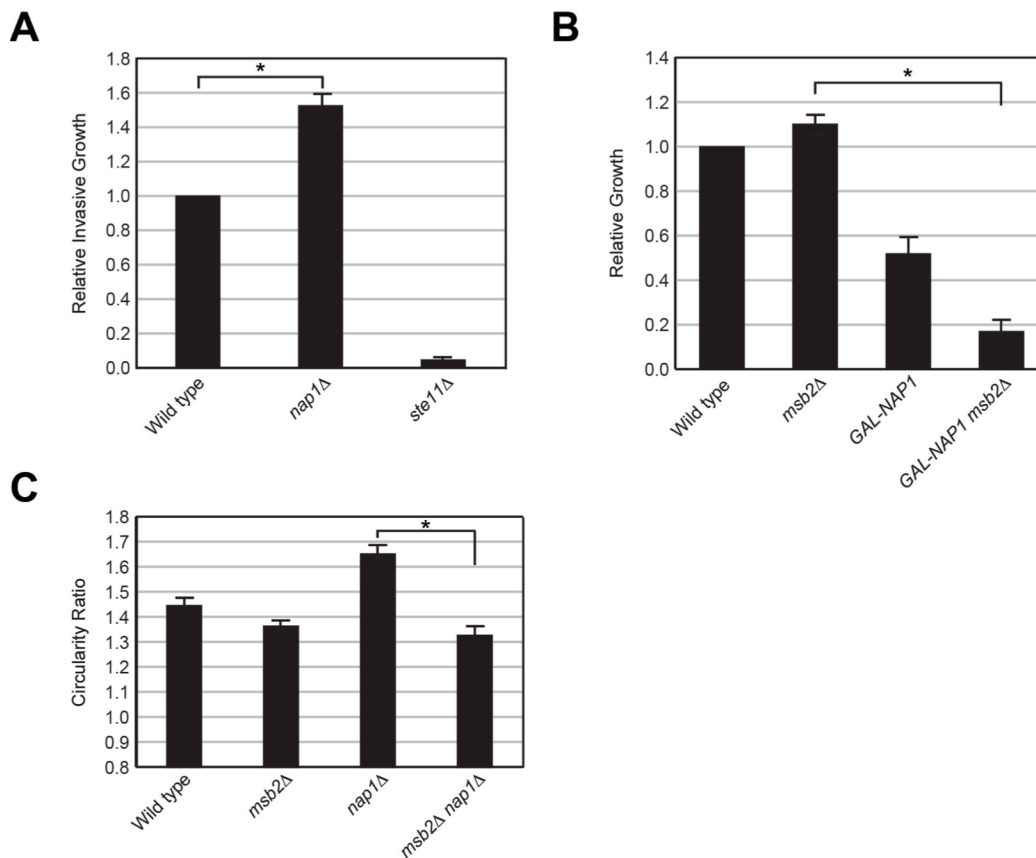 A
Relative Invasive Growth
1.8
1.6
1.4
1.2
1.0
0.8
0.6
0.4
0.2
0.0
*
Wild type
nap1Δ
ste11Δ
B
Relative Growth
1.4
1.2
1.0
0.8
0.6
0.4
0.2
0.0
*
Wild type
msb2Δ
GAL-NAP1
GAL-NAP1 msb2Δ
C
Circularity Ratio
1.8
1.7
1.6
1.5
1.4
1.3
1.2
1.1
1.0
0.9
0.8
*
Wild type
msb2Δ
nap1Δ
msb2Δ nap1Δ